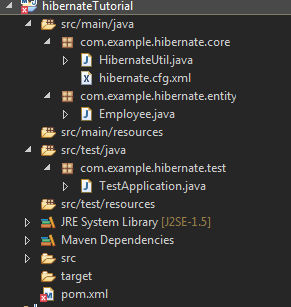 hibernateTutorial
src/main/java
com.example.hibernate.core
HibernateUtil.java
hibernate.cfg.xml
com.example.hibernate.entity
Employee.java
src/main/resources
src/test/java
com.example.hibernate.test
TestApplication.java
src/test/resources
JRE System Library [J2SE-1.5]
Maven Dependencies
src
target
pom.xml